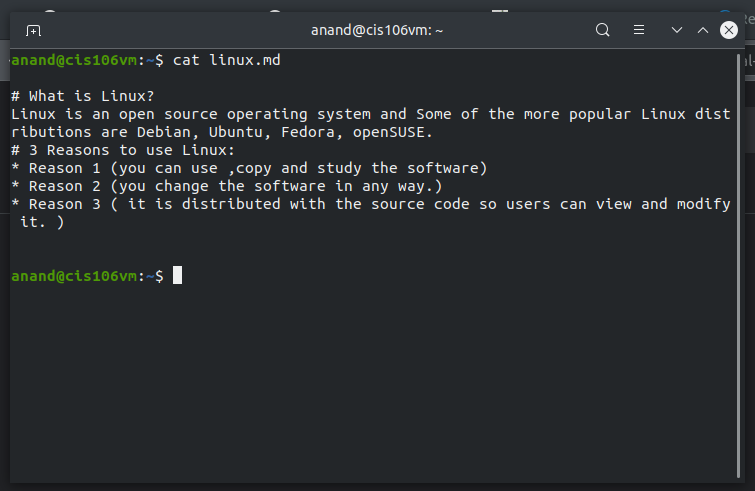 anand@cis106vm: ~
anand@cis106vm:~$ cat linux.md
# What is Linux?
Linux is an open source operating system and Some of the more popular Linux dist
ributions are Debian, Ubuntu, Fedora, openSUSE.
# 3 Reasons to use Linux:
* Reason 1 (you can use ,copy and study the software)
* Reason 2 (you change the software in any way.)
* Reason 3 ( it is distributed with the source code so users can view and modify
 it. )
anand@cis106vm:~$